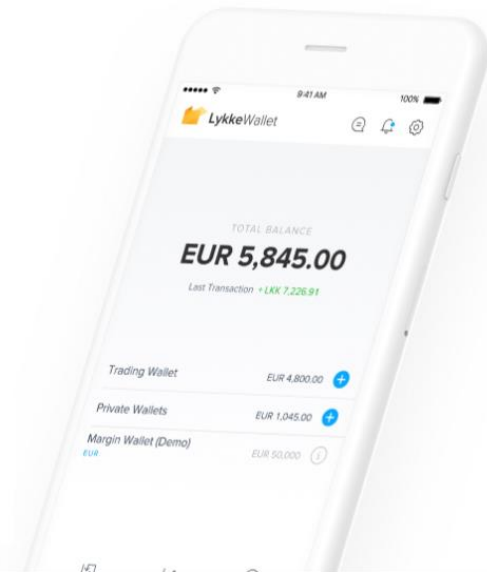 9:41 AM
100%
LykkeWallet
TOTAL BALANCE
EUR 5,845.00
Last Transaction + LKK 7,226.91
Trading Wallet EUR 4,800.00
Private Wallets EUR 1,045.00
Margin Wallet (Demo) EUR 50,000
EUR